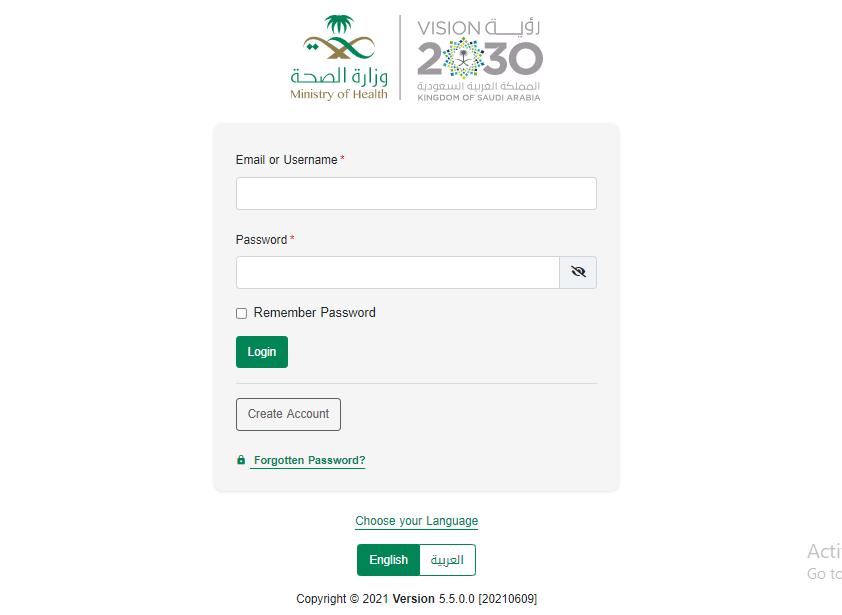 VISION رؤيـــة
2030
المملكة العربية السعودية
KINGDOM OF SAUDI ARABIA
وزارة الصحة
Ministry of Health
Email or Username *
Password *
Remember Password
Login
Create Account
Forgotten Password?
Choose your Language
English العربية
Copyright © 2021 Version 5.5.0.0 [20210609]
Acti
Go to